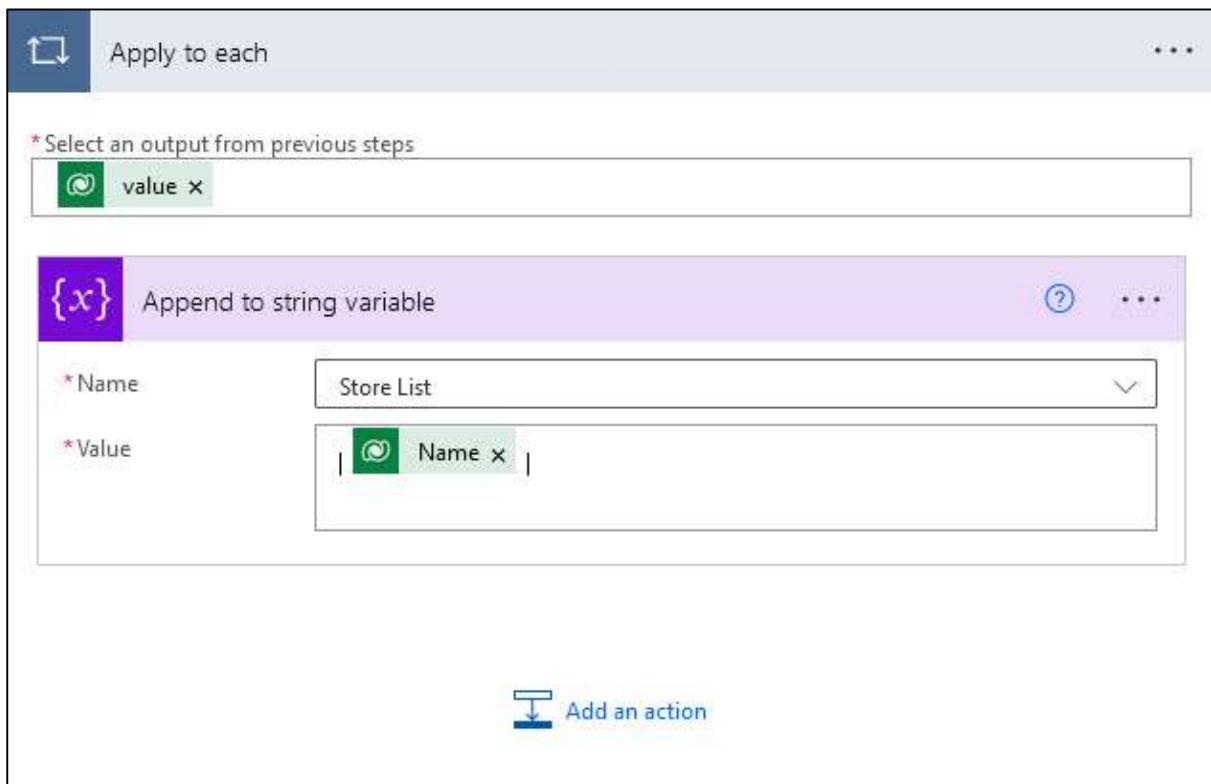 Apply to each
* Select an output from previous steps
value ×
{x} Append to string variable
* Name Store List
* Value | Name × |
Add an action